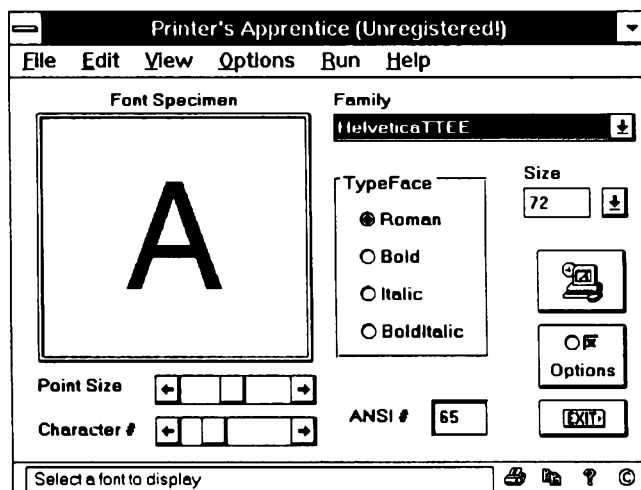 Printer's Apprentice (Unregistered!)
File Edit View Options Run Help
Font Specimen
Family
HelveticaTTEE
A
TypeFace
Roman
Bold
Italic
BoldItalic
Size
72
Options
Point Size
Character #
ANSI # 65
EXIT
Select a font to display
? ©